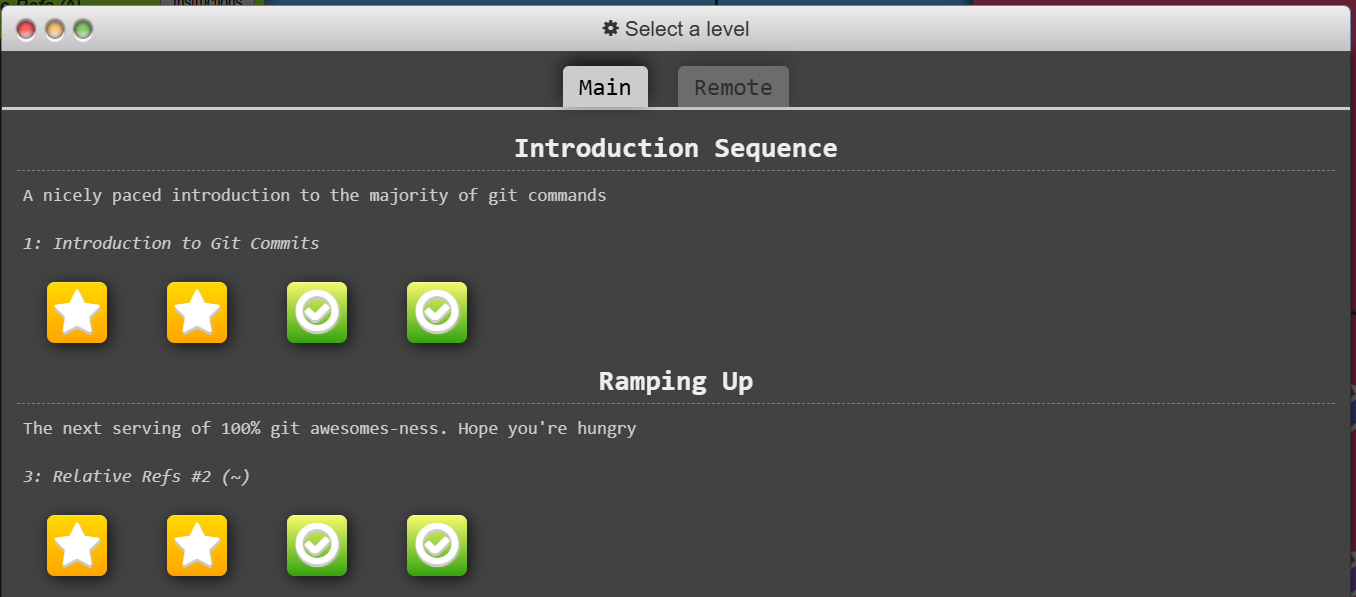 Instructions
Select a level
Main
Remote
Introduction Sequence
A nicely paced introduction to the majority of git commands
1: Introduction to Git Commits
Ramping Up
The next serving of 100% git awesomes-ness. Hope you're hungry
3: Relative Refs #2 (~)